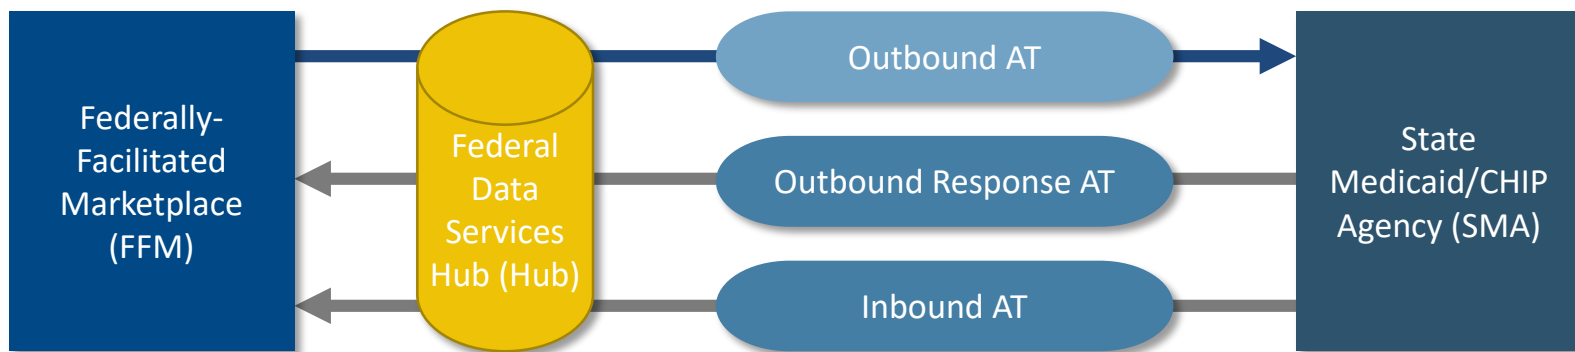 Federally-
Facilitated
Marketplace
(FFM)
Federal
Data
Services
Hub (Hub)
Outbound AT
Outbound Response AT
Inbound AT
State
Medicaid/CHIP
Agency (SMA)